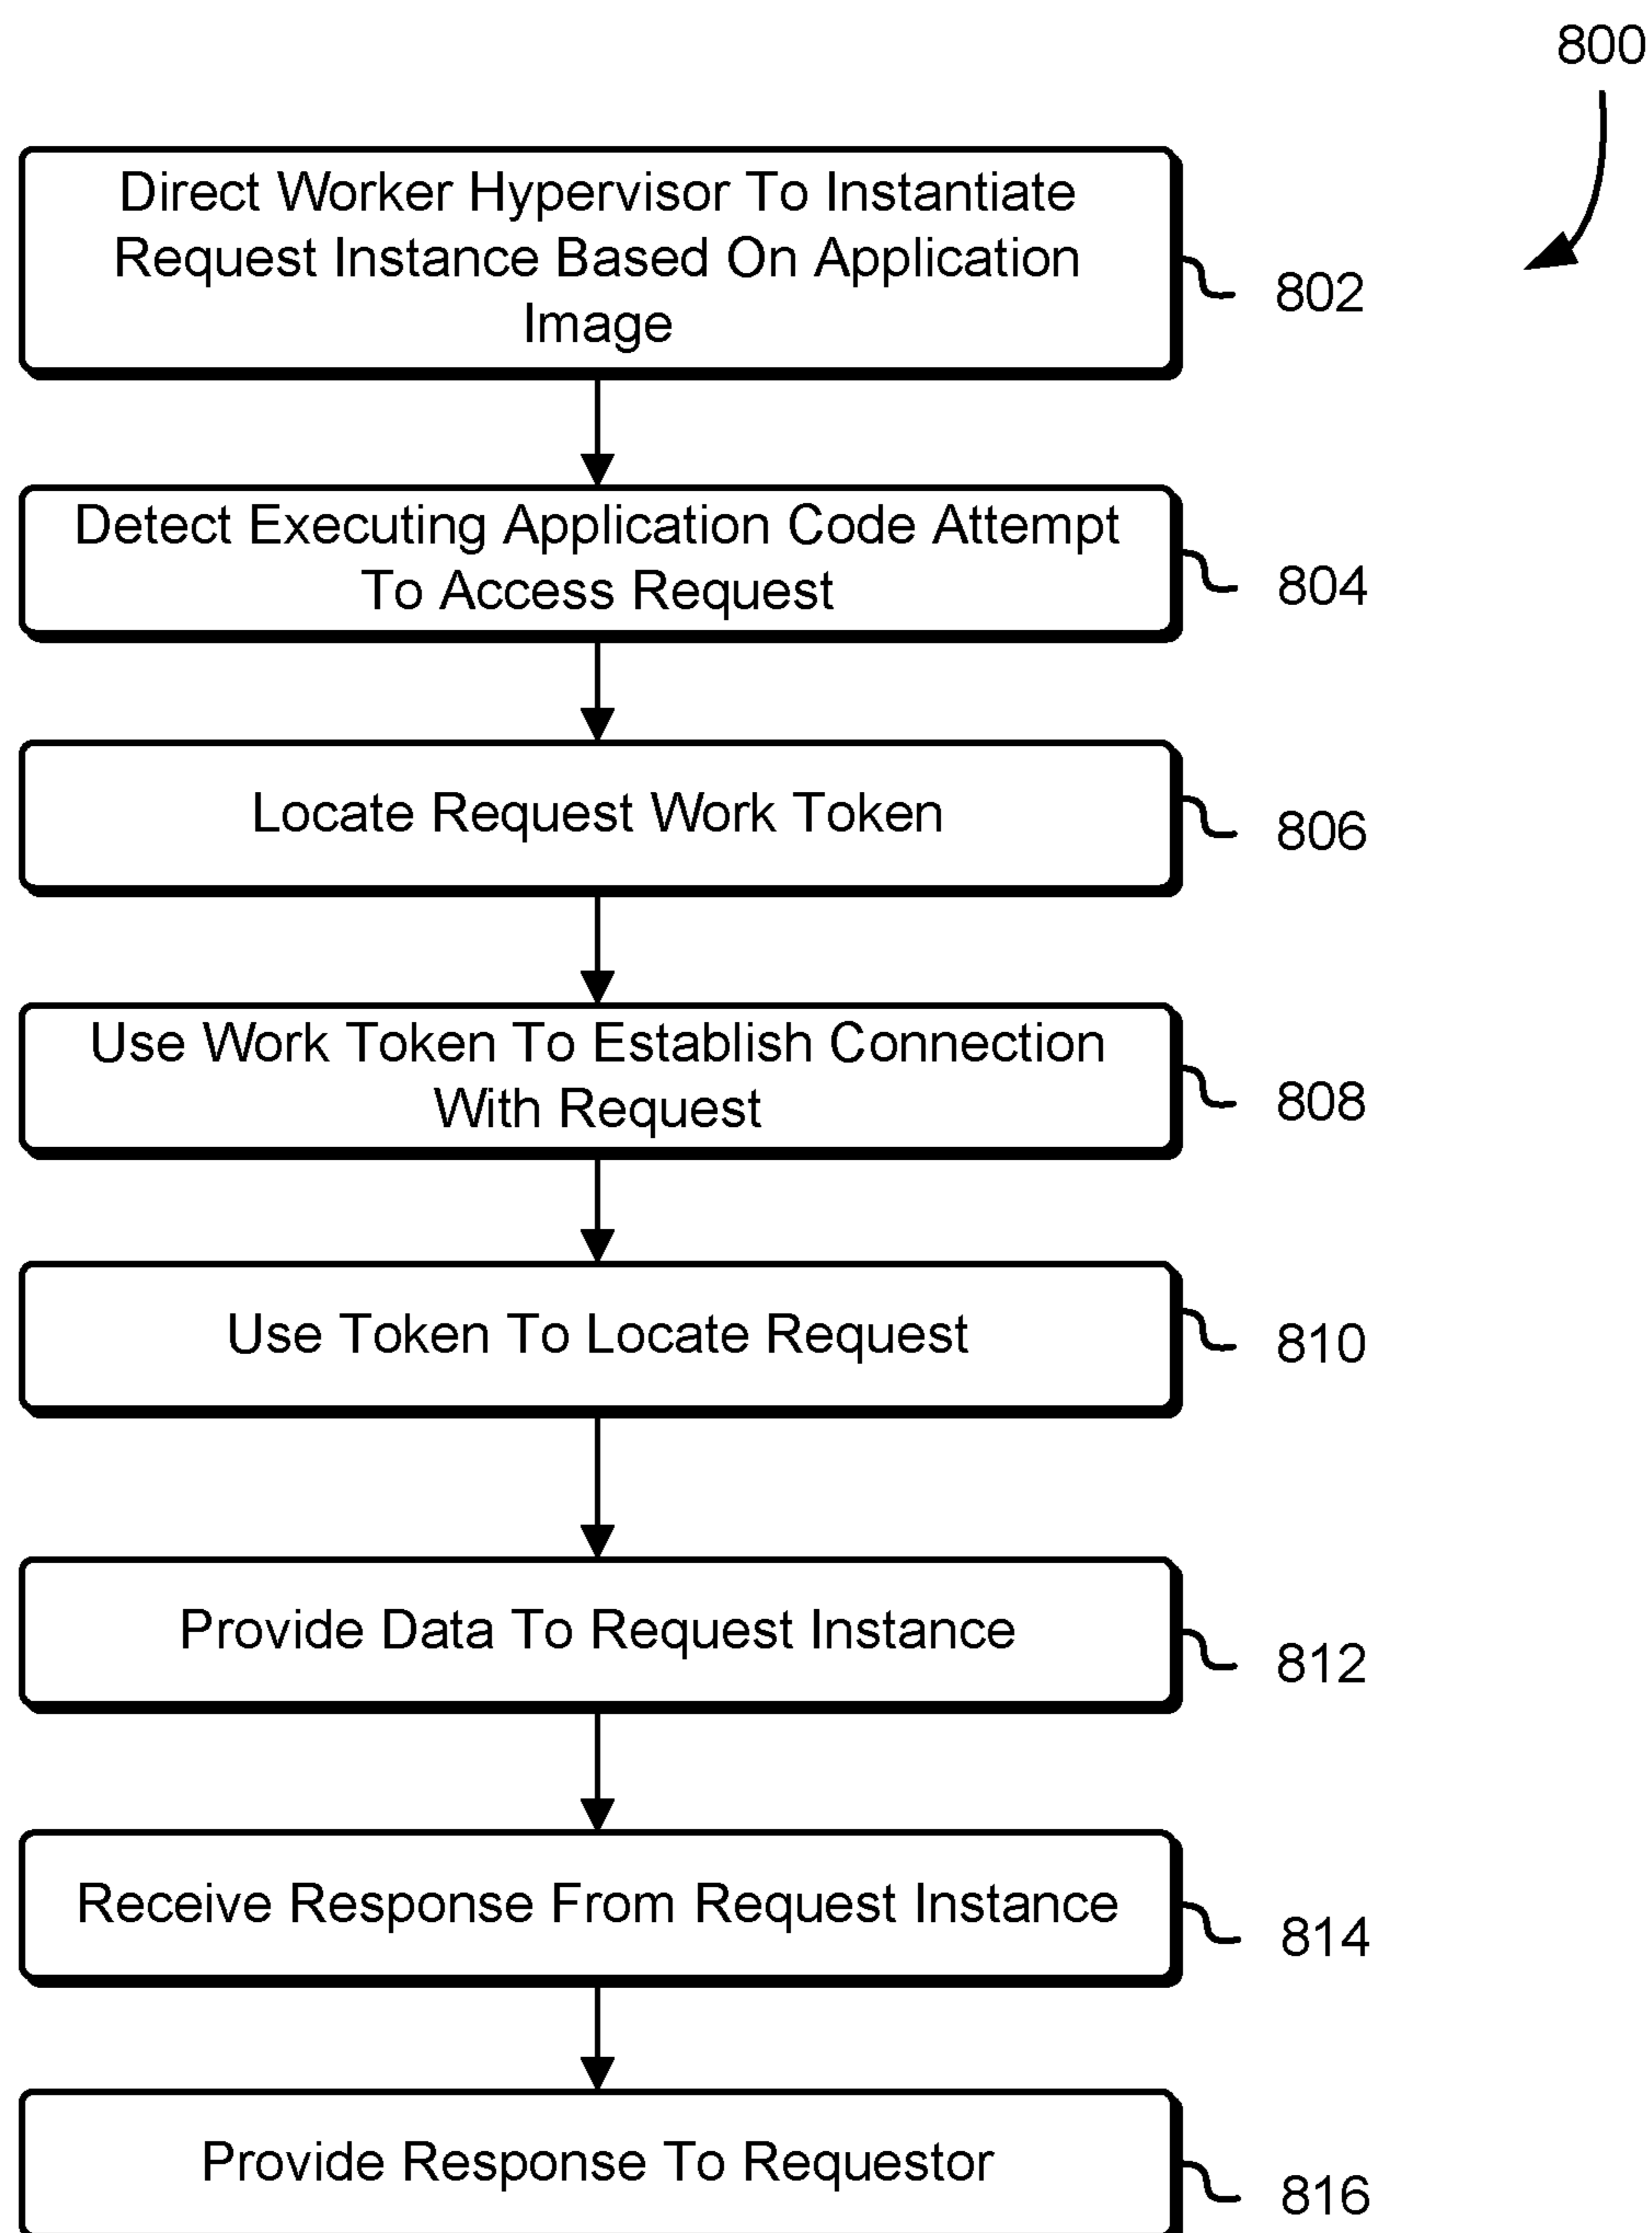 800
Direct Worker Hypervisor To Instantiate
Request Instance Based On Application
Image
802
Detect Executing Application Code Attempt
To Access Request
804
Locate Request Work Token
806
Use Work Token To Establish Connection
With Request
808
Use Token To Locate Request
810
Provide Data To Request Instance
812
Receive Response From Request Instance
814
Provide Response To Requestor
816